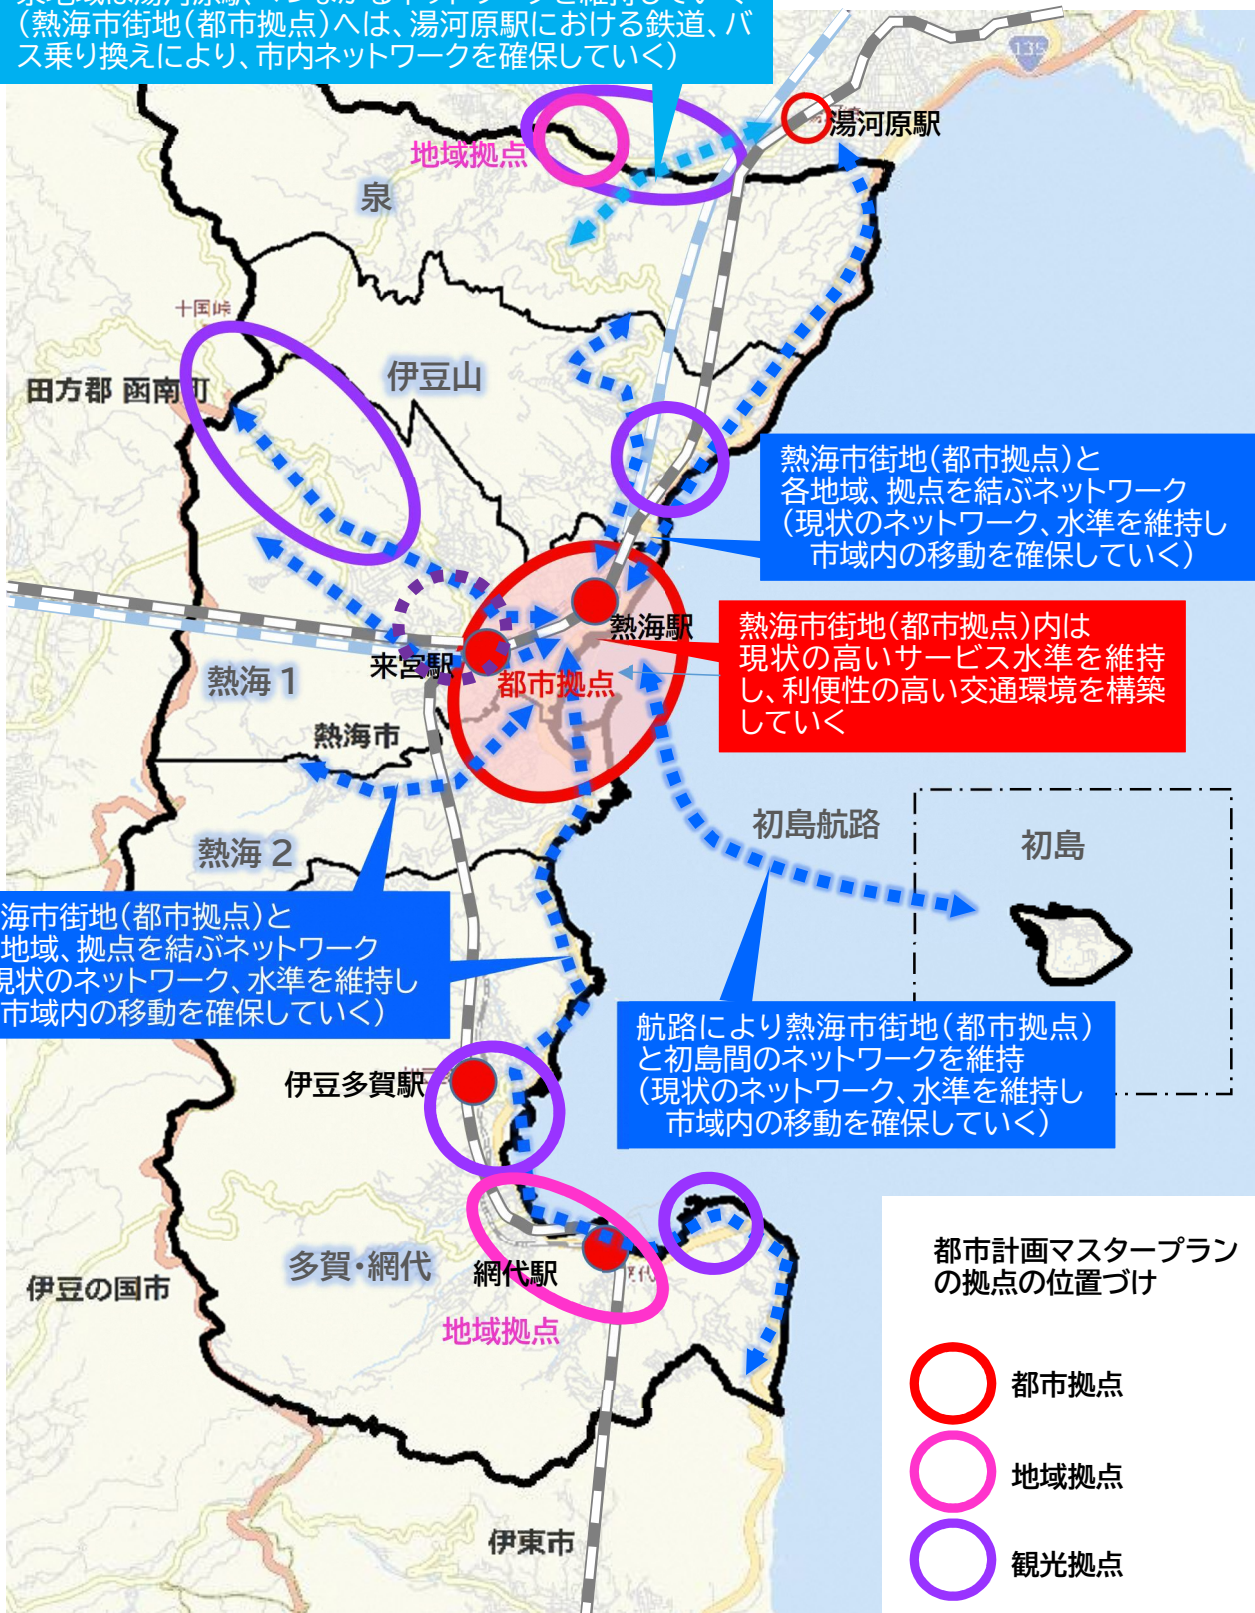 (熱海市街地(都市拠点)へは、湯河原駅における鉄道、バ
ス乗り換えにより、市内ネットワークを確保していく)
135
湯河原駅
地域拠点
泉
十国峠
伊豆山
田方郡 函南町
熱海市街地(都市拠点)と
各地域、拠点を結ぶネットワーク
(現状のネットワーク、水準を維持し
市域内の移動を確保していく)
熱海駅
熱海市街地(都市拠点)内は
現状の高いサービス水準を維持
し、利便性の高い交通環境を構築
していく
来宮駅
都市拠点
熱海1
熱海市
初島航路
初島
熱海2
海市街地(都市拠点)と
地域、拠点を結ぶネットワーク
現状のネットワーク、水準を維持し
市域内の移動を確保していく)
航路により熱海市街地(都市拠点)
と初島間のネットワークを維持
(現状のネットワーク、水準を維持し
市域内の移動を確保していく)
伊豆多賀駅
多賀・網代
網代駅
地域拠点
伊豆の国市
伊東市
都市計画マスタープラン
の拠点の位置づけ
都市拠点
地域拠点
観光拠点